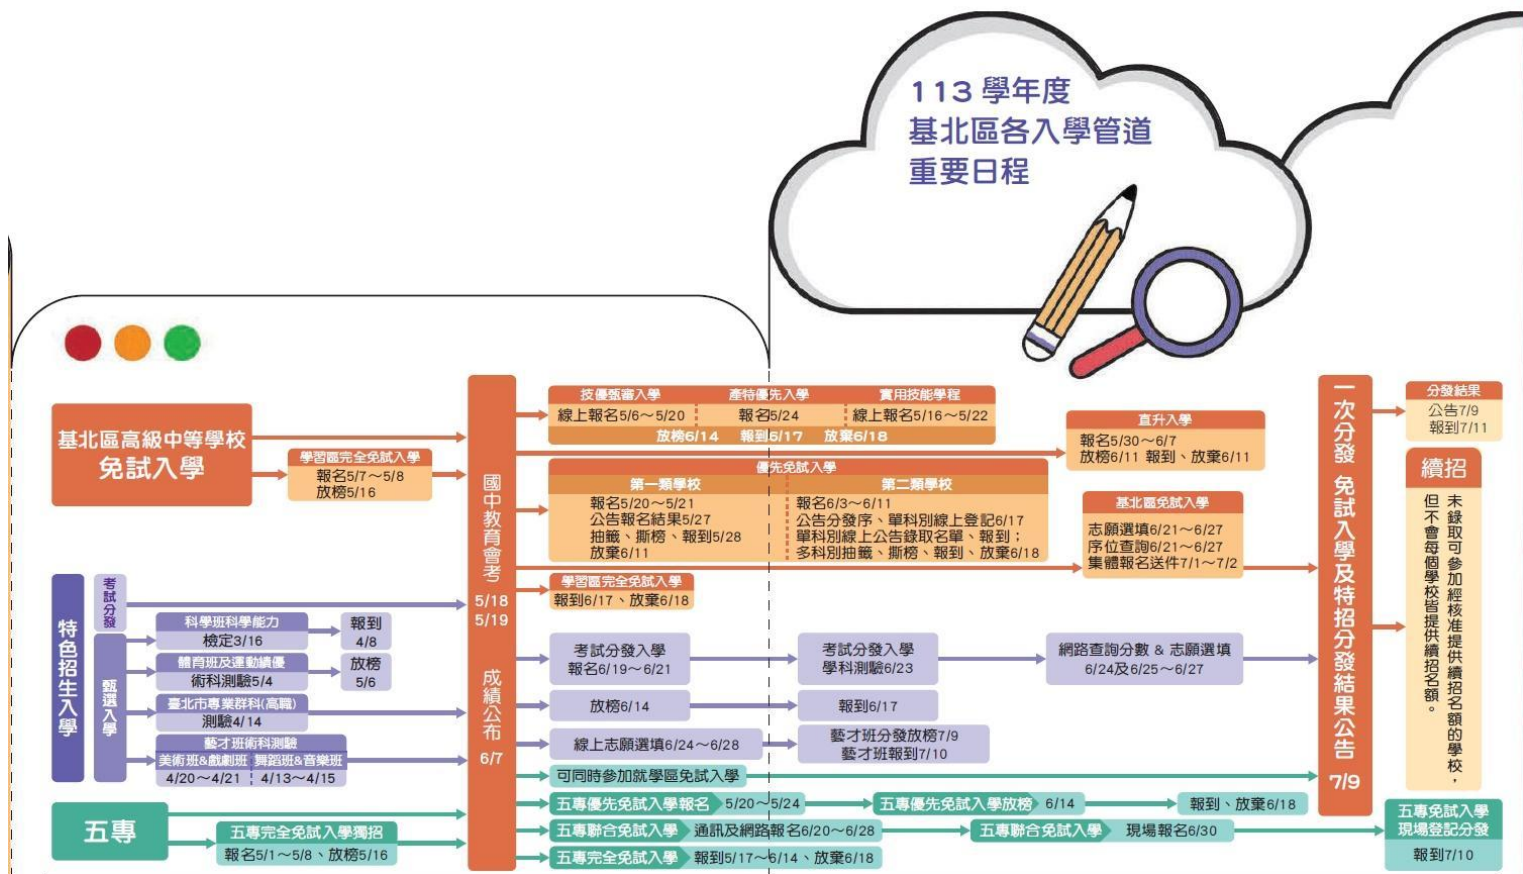 113 學年度
基北區各入學管道
重要日程
基北區高級中等學校
免試入學
學習區完全免試入學
報名5/7～5/8
放榜5/16
特色招生入學
考試分發
甄選入學
科學班科學能力
檢定3/16
報到
4/8
體育班及運動績優
術科測驗5/4
放榜
5/6
臺北市專業群科(高職)
測驗4/14
藝才班術科測驗
美術班&戲劇班 舞蹈班&音樂班
4/20～4/21 4/13～4/15
五專
五專完全免試入學獨招
報名5/1～5/8、放榜5/16
國中教育會考
5/18
5/19
成績公布
6/7
技優甄審入學 產特優先入學 實用技能學程
線上報名5/6～5/20 報名5/24 線上報名5/16～5/22
放榜6/14 報到6/17 放棄6/18
直升入學
報名5/30～6/7
放榜6/11 報到、放棄6/11
優先免試入學
第一類學校
報名5/20～5/21
公告報名結果5/27
抽籤、撕榜、報到5/28
放棄6/11
第二類學校
報名6/3～6/11
公告分發序、單科別線上登記6/17
單科別線上公告錄取名單、報到；
多科別抽籤、撕榜、報到、放棄6/18
基北區免試入學
志願選填6/21～6/27
序位查詢6/21～6/27
集體報名送件7/1～7/2
學習區完全免試入學
報到6/17、放棄6/18
考試分發入學
報名6/19～6/21
考試分發入學
學科測驗6/23
網路查詢分數 & 志願選填
6/24及6/25～6/27
放榜6/14
報到6/17
線上志願選填6/24～6/28
藝才班分發放榜7/9
藝才班報到7/10
可同時參加就學區免試入學
五專優先免試入學報名 5/20～5/24
五專優先免試入學放榜 6/14
報到、放棄6/18
五專聯合免試入學 通訊及網路報名6/20～6/28
五專聯合免試入學 現場報名6/30
五專完全免試入學 報到5/17～6/14、放棄6/18
一次分發 免試入學及特招分發結果公告
7/9
分發結果
公告7/9
報到7/11
續招
未錄取可參加經核准提供續招名額的學校，
但不會每個學校皆提供續招名額。
五專免試入學
現場登記分發
報到7/10